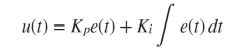 u(t) = K_p e(t) + K_i ∫ e(t) dt